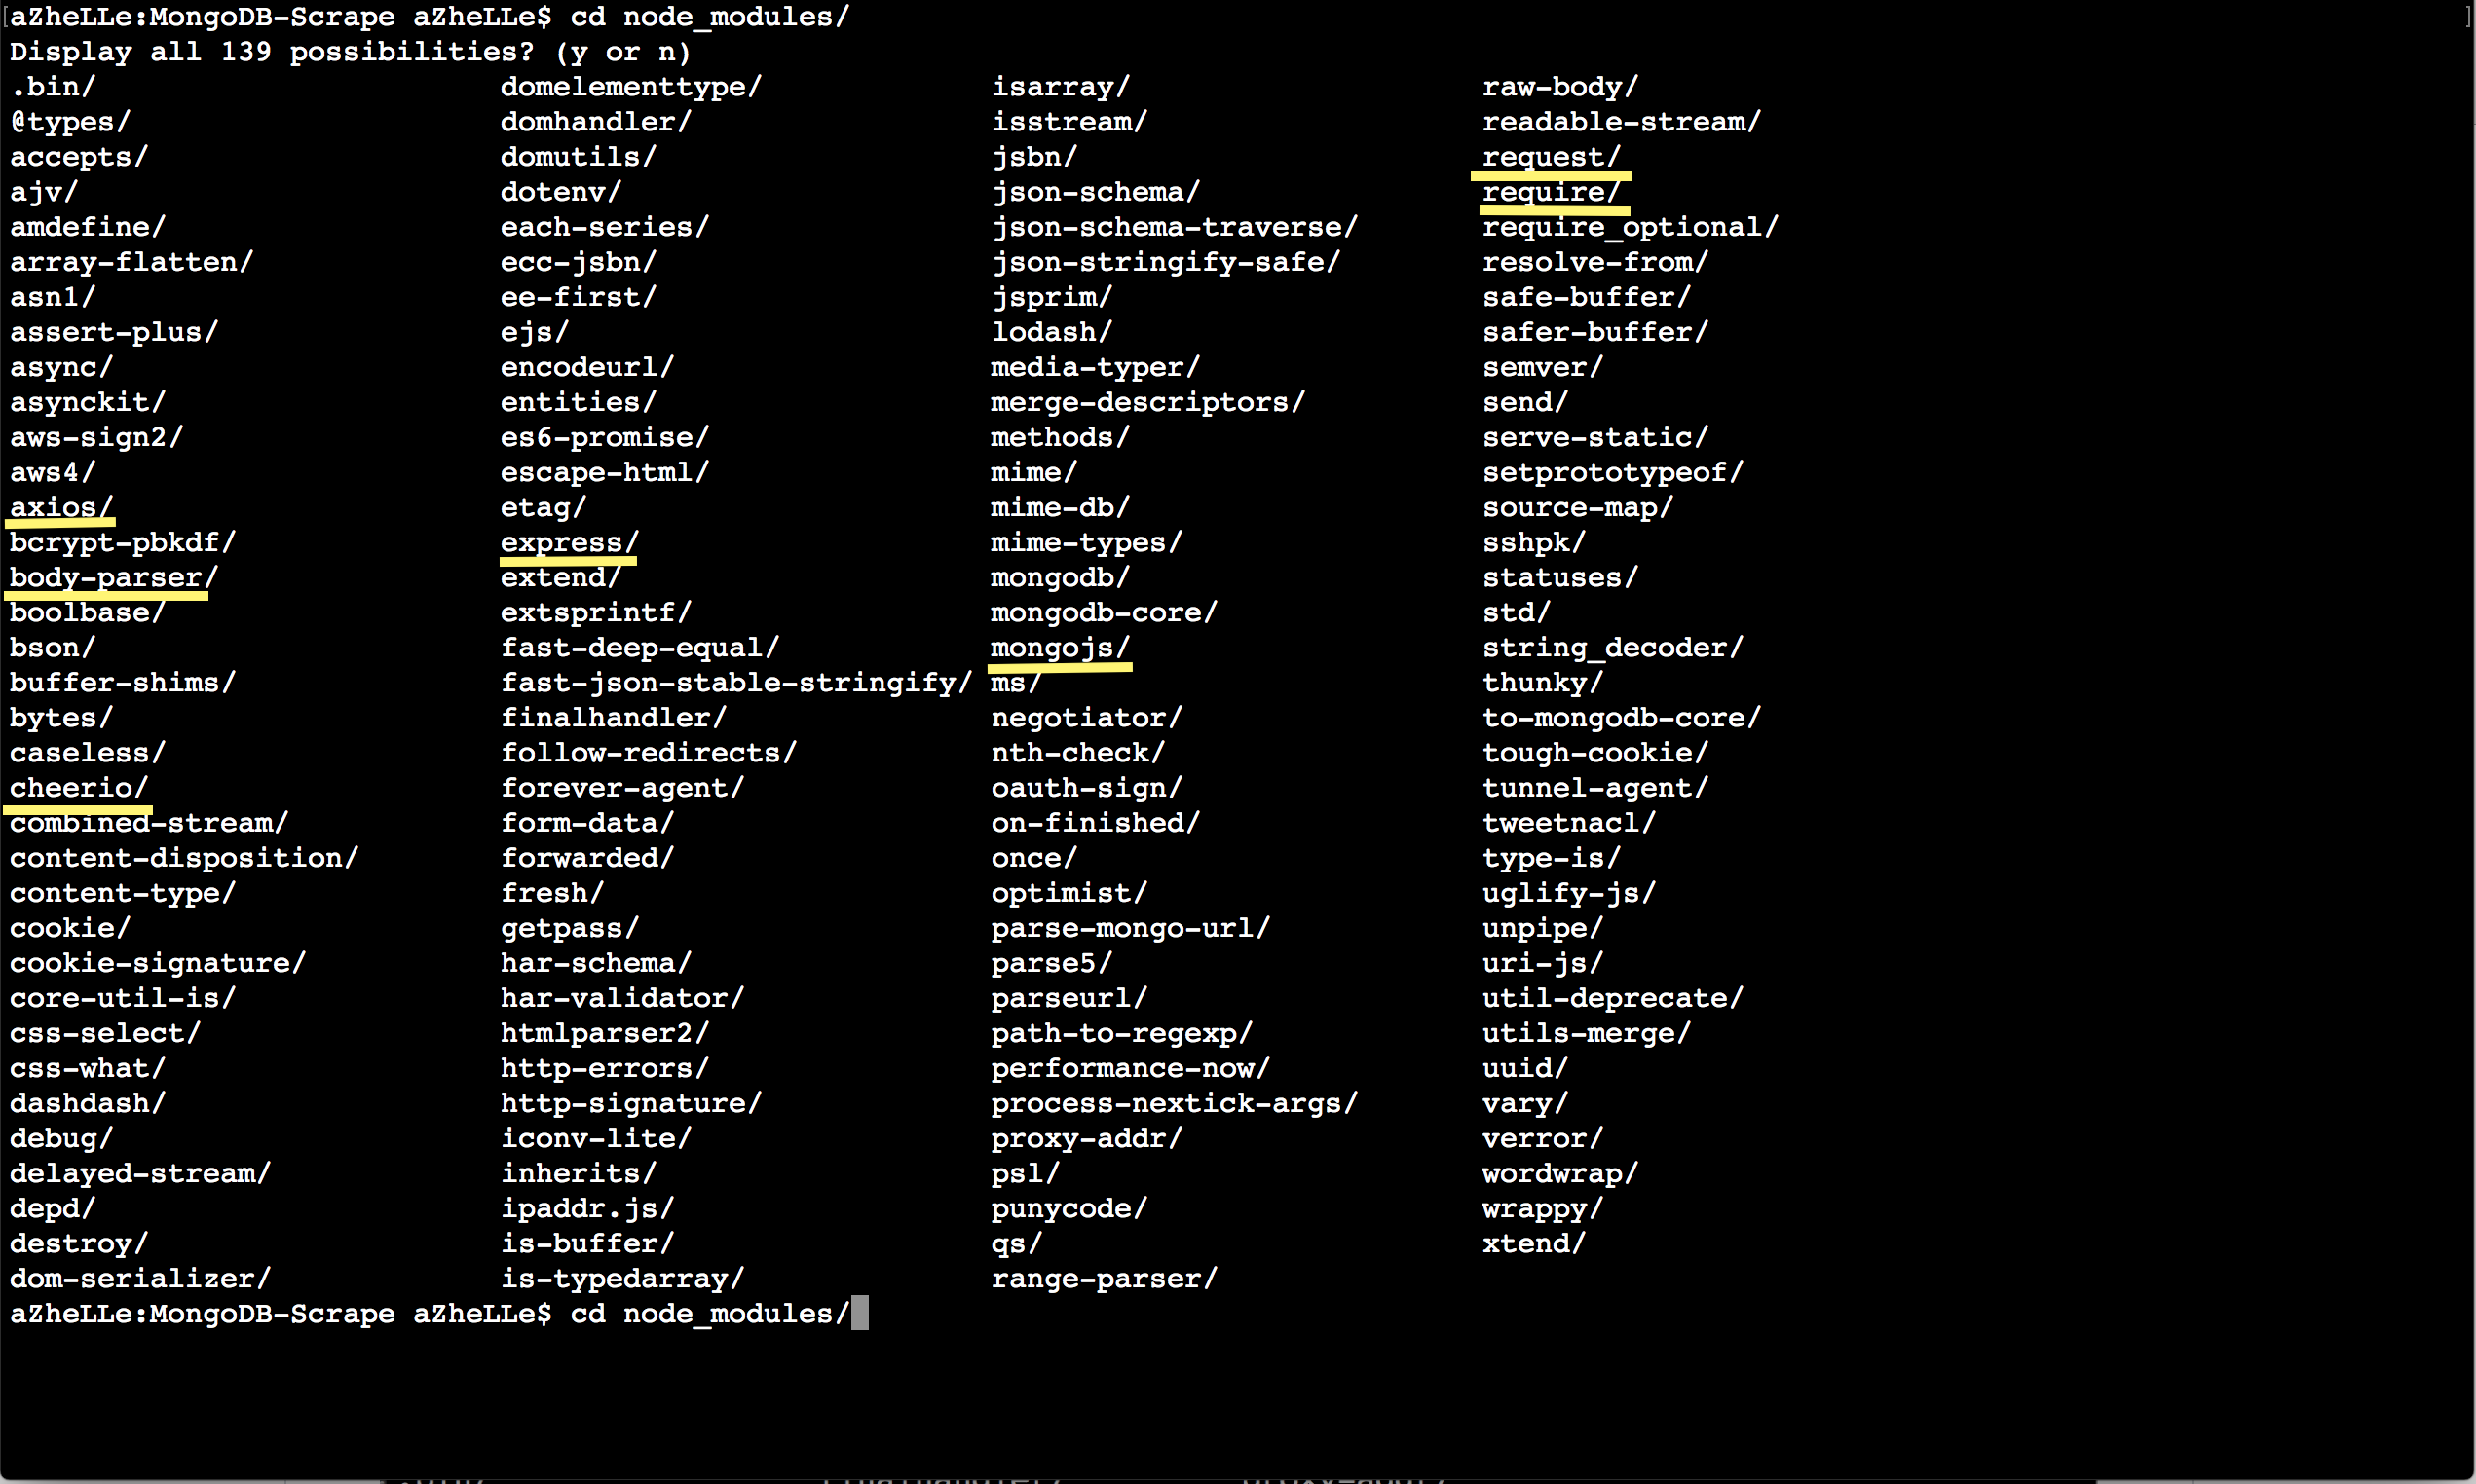 [aZheLLe:MongoDB-Scrape aZheLLe$ cd node_modules/ ]
Display all 139 possibilities? (y or n)
.bin/ domelementtype/ isarray/ raw-body/
@types/ domhandler/ isstream/ readable-stream/
accepts/ domutils/ jsbn/ request/
ajv/ dotenv/ json-schema/ require/
amdefine/ each-series/ json-schema-traverse/ require_optional/
array-flatten/ ecc-jsbn/ json-stringify-safe/ resolve-from/
asn1/ ee-first/ jsprim/ safe-buffer/
assert-plus/ ejs/ lodash/ safer-buffer/
async/ encodeurl/ media-typer/ semver/
asynckit/ entities/ merge-descriptors/ send/
aws-sign2/ es6-promise/ methods/ serve-static/
aws4/ escape-html/ mime/ setprototypeof/
axios/ etag/ mime-db/ source-map/
bcrypt-pbkdf/ express/ mime-types/ sshpk/
body-parser/ extend/ mongodb/ statuses/
boolbase/ extsprintf/ mongodb-core/ std/
bson/ fast-deep-equal/ mongojs/ string_decoder/
buffer-shims/ fast-json-stable-stringify/ ms/ thunky/
bytes/ finalhandler/ negotiator/ to-mongodb-core/
caseless/ follow-redirects/ nth-check/ tough-cookie/
cheerio/ forever-agent/ oauth-sign/ tunnel-agent/
combined-stream/ form-data/ on-finished/ tweetnacl/
content-disposition/ forwarded/ once/ type-is/
content-type/ fresh/ optimist/ uglify-js/
cookie/ getpass/ parse-mongo-url/ unpipe/
cookie-signature/ har-schema/ parse5/ uri-js/
core-util-is/ har-validator/ parseurl/ util-deprecate/
css-select/ htmlparser2/ path-to-regexp/ utils-merge/
css-what/ http-errors/ performance-now/ uuid/
dashdash/ http-signature/ process-nextick-args/ vary/
debug/ iconv-lite/ proxy-addr/ verror/
delayed-stream/ inherits/ psl/ wordwrap/
depd/ ipaddr.js/ punycode/ wrappy/
destroy/ is-buffer/ qs/ xtend/
dom-serializer/ is-typedarray/ range-parser/
aZheLLe:MongoDB-Scrape aZheLLe$ cd node_modules/